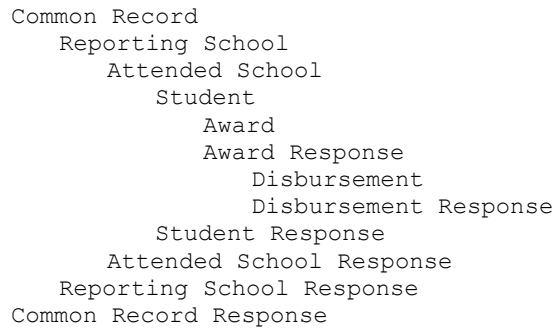 Common Record
Reporting School
Attended School
Student
Award
Award Response
Disbursement
Disbursement Response
Student Response
Attended School Response
Reporting School Response
Common Record Response